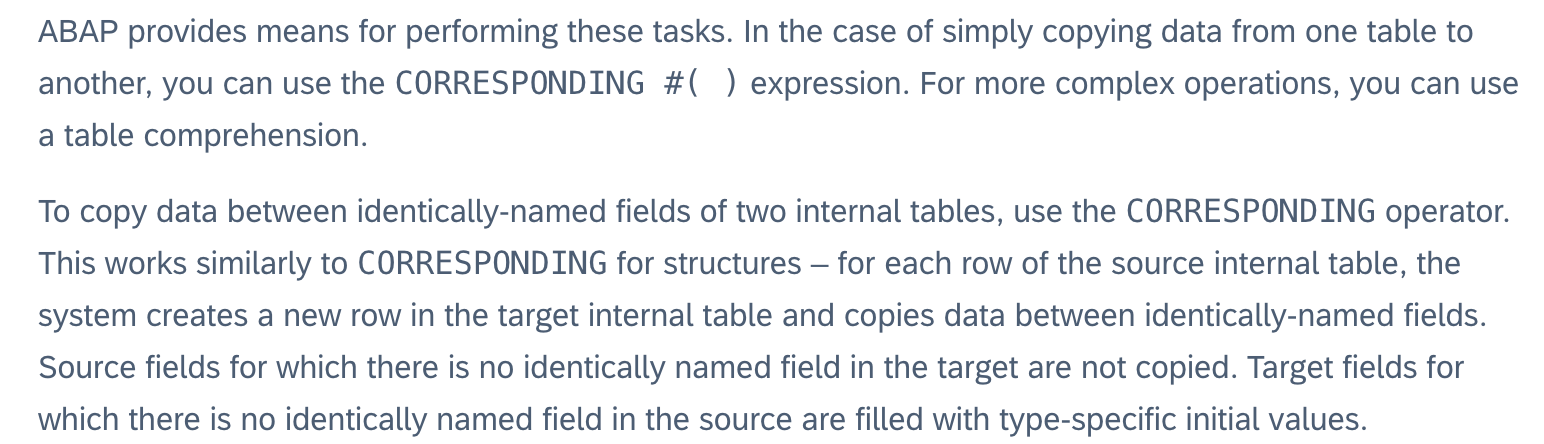 ABAP provides means for performing these tasks. In the case of simply copying data from one table to
another, you can use the CORRESPONDING #( ) expression. For more complex operations, you can use
a table comprehension.
To copy data between identically-named fields of two internal tables, use the CORRESPONDING operator.
This works similarly to CORRESPONDING for structures – for each row of the source internal table, the
system creates a new row in the target internal table and copies data between identically-named fields.
Source fields for which there is no identically named field in the target are not copied. Target fields for
which there is no identically named field in the source are filled with type-specific initial values.